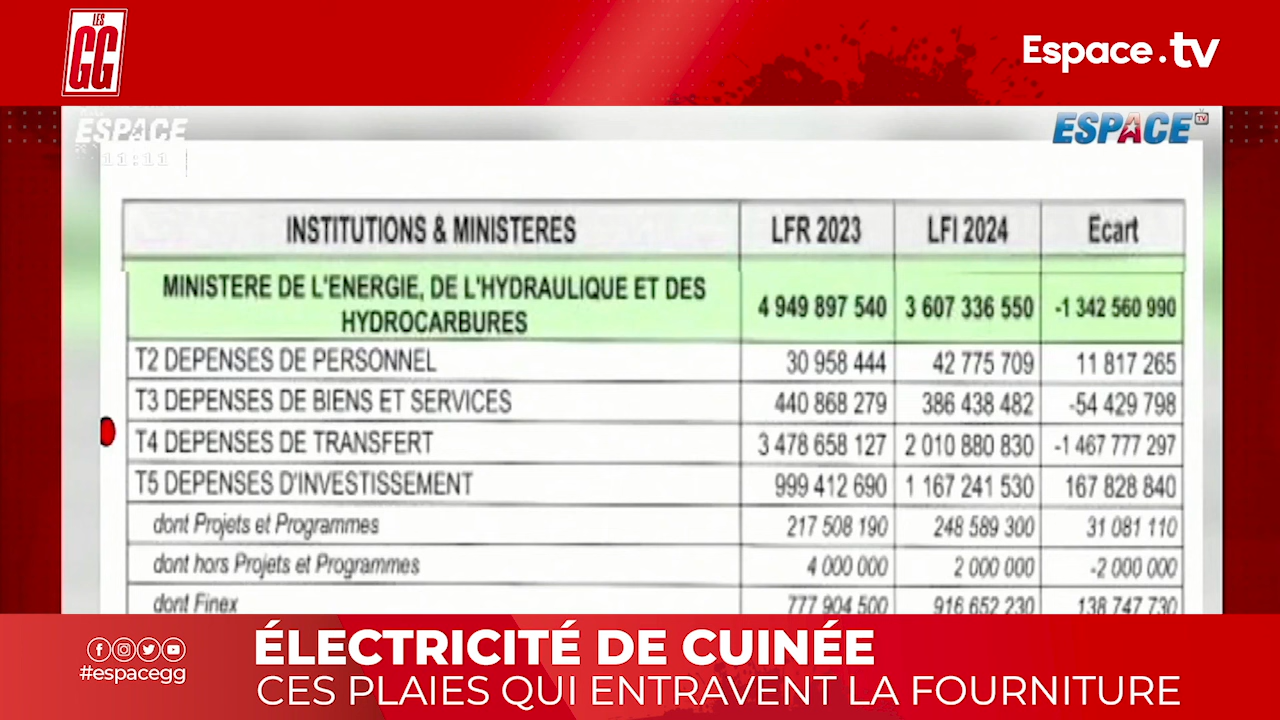 LES
GG
Espace.tv
ESPACE
11:11
ESPACE TV
INSTITUTIONS & MINISTERES LFR 2023 LFI 2024 Ecart
MINISTERE DE L'ENERGIE, DE L'HYDRAULIQUE ET DES
HYDROCARBURES 4 949 897 540 3 607 336 550 -1 342 560 990
T2 DEPENSES DE PERSONNEL 30 958 444 42 775 709 11 817 265
T3 DEPENSES DE BIENS ET SERVICES 440 868 279 386 438 482 -54 429 798
T4 DEPENSES DE TRANSFERT 3 478 658 127 2 010 880 830 -1 467 777 297
T5 DEPENSES D'INVESTISSEMENT 999 412 690 1 167 241 530 167 828 840
dont Projets et Programmes 217 508 190 248 589 300 31 081 110
dont hors Projets et Programmes 4 000 000 2 000 000 -2 000 000
dont Finex 777 904 500 916 652 230 138 747 730
ÉLECTRICITÉ DE CUINÉE
CES PLAIES QUI ENTRAVENT LA FOURNITURE
#espacegg